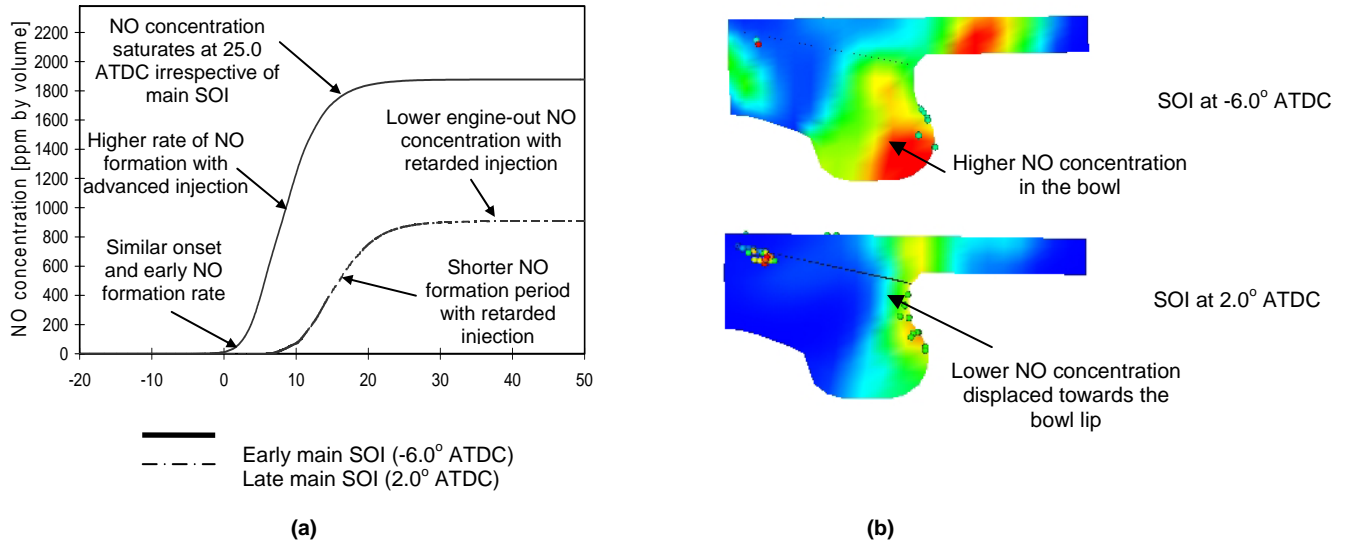 NO concentration
saturates at 25.0
ATDC irrespective of
main SOI
Higher rate of NO
formation with
advanced injection
Similar onset
and early NO
formation rate
Lower engine-out NO
concentration with
retarded injection
Shorter NO
formation period
with retarded
injection
NO concentration [ppm by volume]
2200
2000
1800
1600
1400
1200
1000
800
600
400
200
0
-20 -10 0 10 20 30 40 50
Early main SOI (-6.0° ATDC)
Late main SOI (2.0° ATDC)
(a)
SOI at -6.0° ATDC
Higher NO concentration
in the bowl
SOI at 2.0° ATDC
Lower NO concentration
displaced towards the
bowl lip
(b)